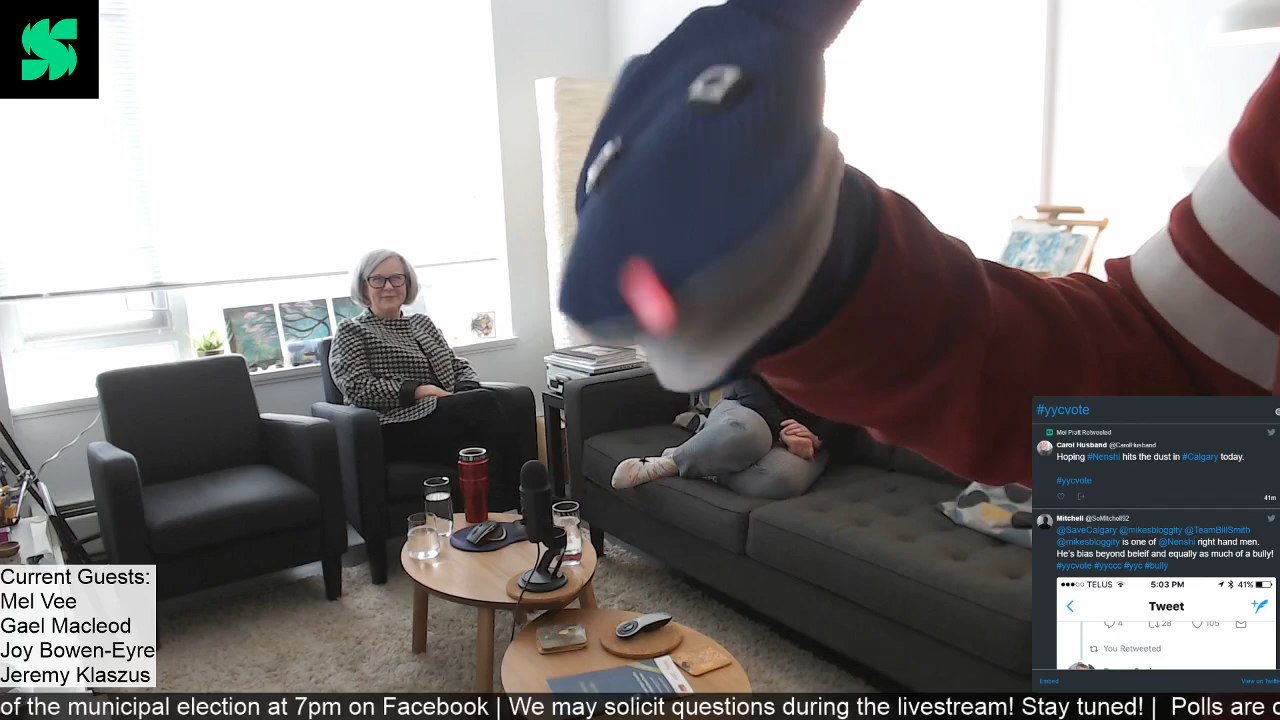 #yycvote
Mel Pratt Retweeted
Carol Husband @CarolHusband
Hoping #Nenshi hits the dust in #Calgary today.
#yycvote
41m
Mitchell @SoMitchell92
@SaveCalgary @mikesbloggity @TeamBillSmith
@mikesbloggity is one of @Nenshi right hand men.
He's bias beyond beleif and equally as much of a bully!
#yycvote #yyccc #yyc #bully
TELUS 5:03 PM 41%
Tweet
4 28 105
You Retweeted
Embed View on Twitt
Current Guests:
Mel Vee
Gael Macleod
Joy Bowen-Eyre
Jeremy Klaszus
of the municipal election at 7pm on Facebook | We may solicit questions during the livestream! Stay tuned! | Polls are